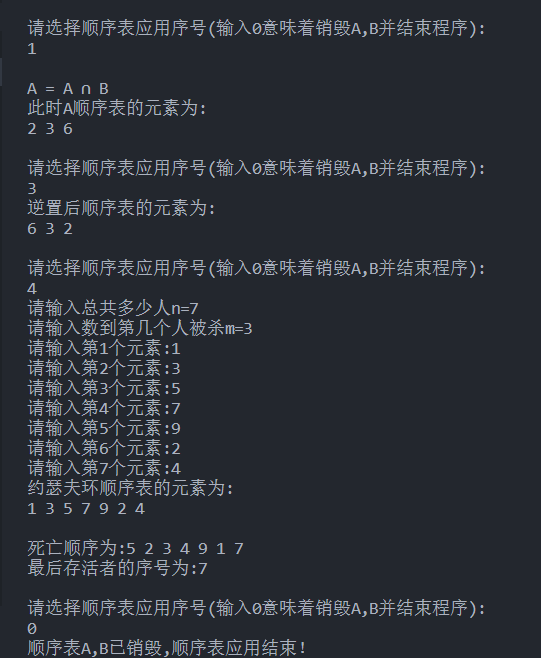 请选择顺序表应用序号(输入0意味着销毁A,B并结束程序):
1
A = A ∩ B
此时A顺序表的元素为:
2 3 6
请选择顺序表应用序号(输入0意味着销毁A,B并结束程序):
3
逆置后顺序表的元素为:
6 3 2
请选择顺序表应用序号(输入0意味着销毁A,B并结束程序):
4
请输入总共多少人n=7
请输入数到第几个人被杀m=3
请输入第1个元素:1
请输入第2个元素:3
请输入第3个元素:5
请输入第4个元素:7
请输入第5个元素:9
请输入第6个元素:2
请输入第7个元素:4
约瑟夫环顺序表的元素为:
1 3 5 7 9 2 4
死亡顺序为:5 2 3 4 9 1 7
最后存活者的序号为:7
请选择顺序表应用序号(输入0意味着销毁A,B并结束程序):
0
顺序表A,B已销毁,顺序表应用结束!